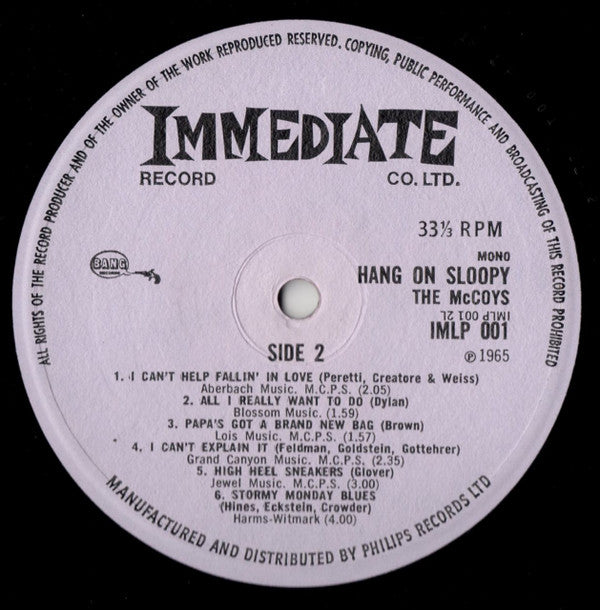 ALL RIGHTS OF THE RECORD PRODUCER AND OF THE OWNER OF THE WORK REPRODUCED RESERVED. COPYING, PUBLIC PERFORMANCE AND BROADCASTING OF THIS RECORD PROHIBITED
IMMEDIATE
RECORD CO. LTD.
33⅓ RPM
BANG
RECORDS
MONO
HANG ON SLOOPY
THE McCOYS
IMLP 001 2L
IMLP 001
SIDE 2
℗ 1965
1. I CAN'T HELP FALLIN' IN LOVE (Peretti, Creatore & Weiss)
Aberbach Music. M.C.P.S. (2.05)
2. ALL I REALLY WANT TO DO (Dylan)
Blossom Music. (1.59)
3. PAPA'S GOT A BRAND NEW BAG (Brown)
Lois Music. M.C.P.S. (1.57)
4. I CAN'T EXPLAIN IT (Feldman, Goldstein, Gottehrer)
Grand Canyon Music. M.C.P.S. (2.35)
5. HIGH HEEL SNEAKERS (Glover)
Jewel Music. M.C.P.S. (3.00)
6. STORMY MONDAY BLUES
(Hines, Eckstein, Crowder)
Harms-Witmark (4.00)
MANUFACTURED AND DISTRIBUTED BY PHILIPS RECORDS LTD